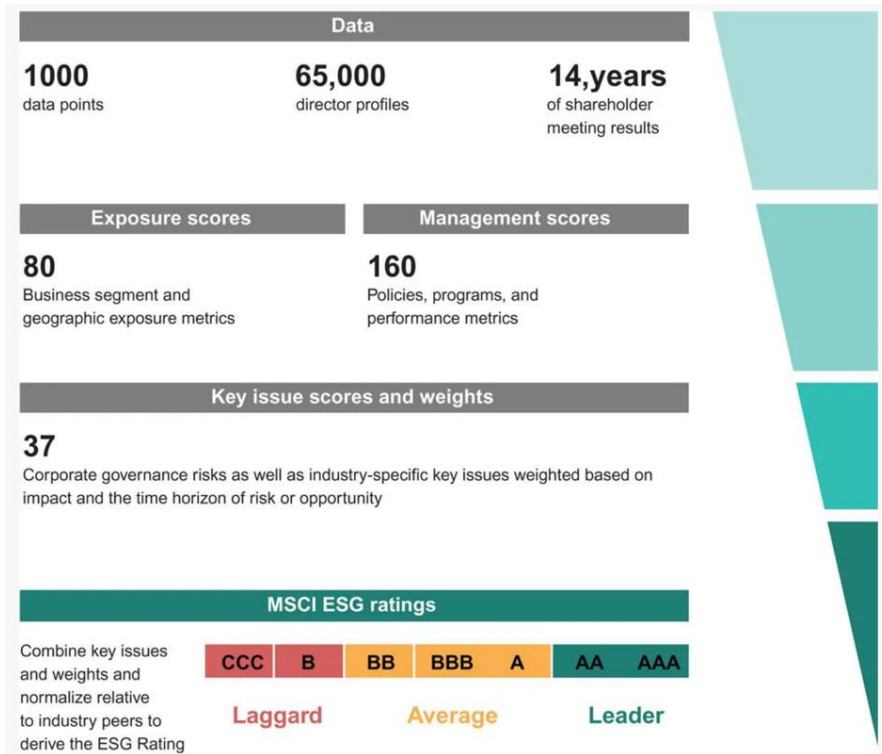 Data
1000
data points
65,000
director profiles
14,years
of shareholder
meeting results
Exposure scores
80
Business segment and
geographic exposure metrics
Management scores
160
Policies, programs, and
performance metrics
Key issue scores and weights
37
Corporate governance risks as well as industry-specific key issues weighted based on
impact and the time horizon of risk or opportunity
MSCI ESG ratings
Combine key issues
and weights and
normalize relative
to industry peers to
derive the ESG Rating
CCC B BB BBB A AA AAA
Laggard Average Leader